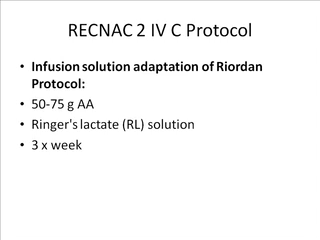 RECNAC 2 IV C Protocol
• Infusion solution adaptation of Riordan
Protocol:
• 50-75 g AA
• Ringer's lactate (RL) solution
• 3 x week